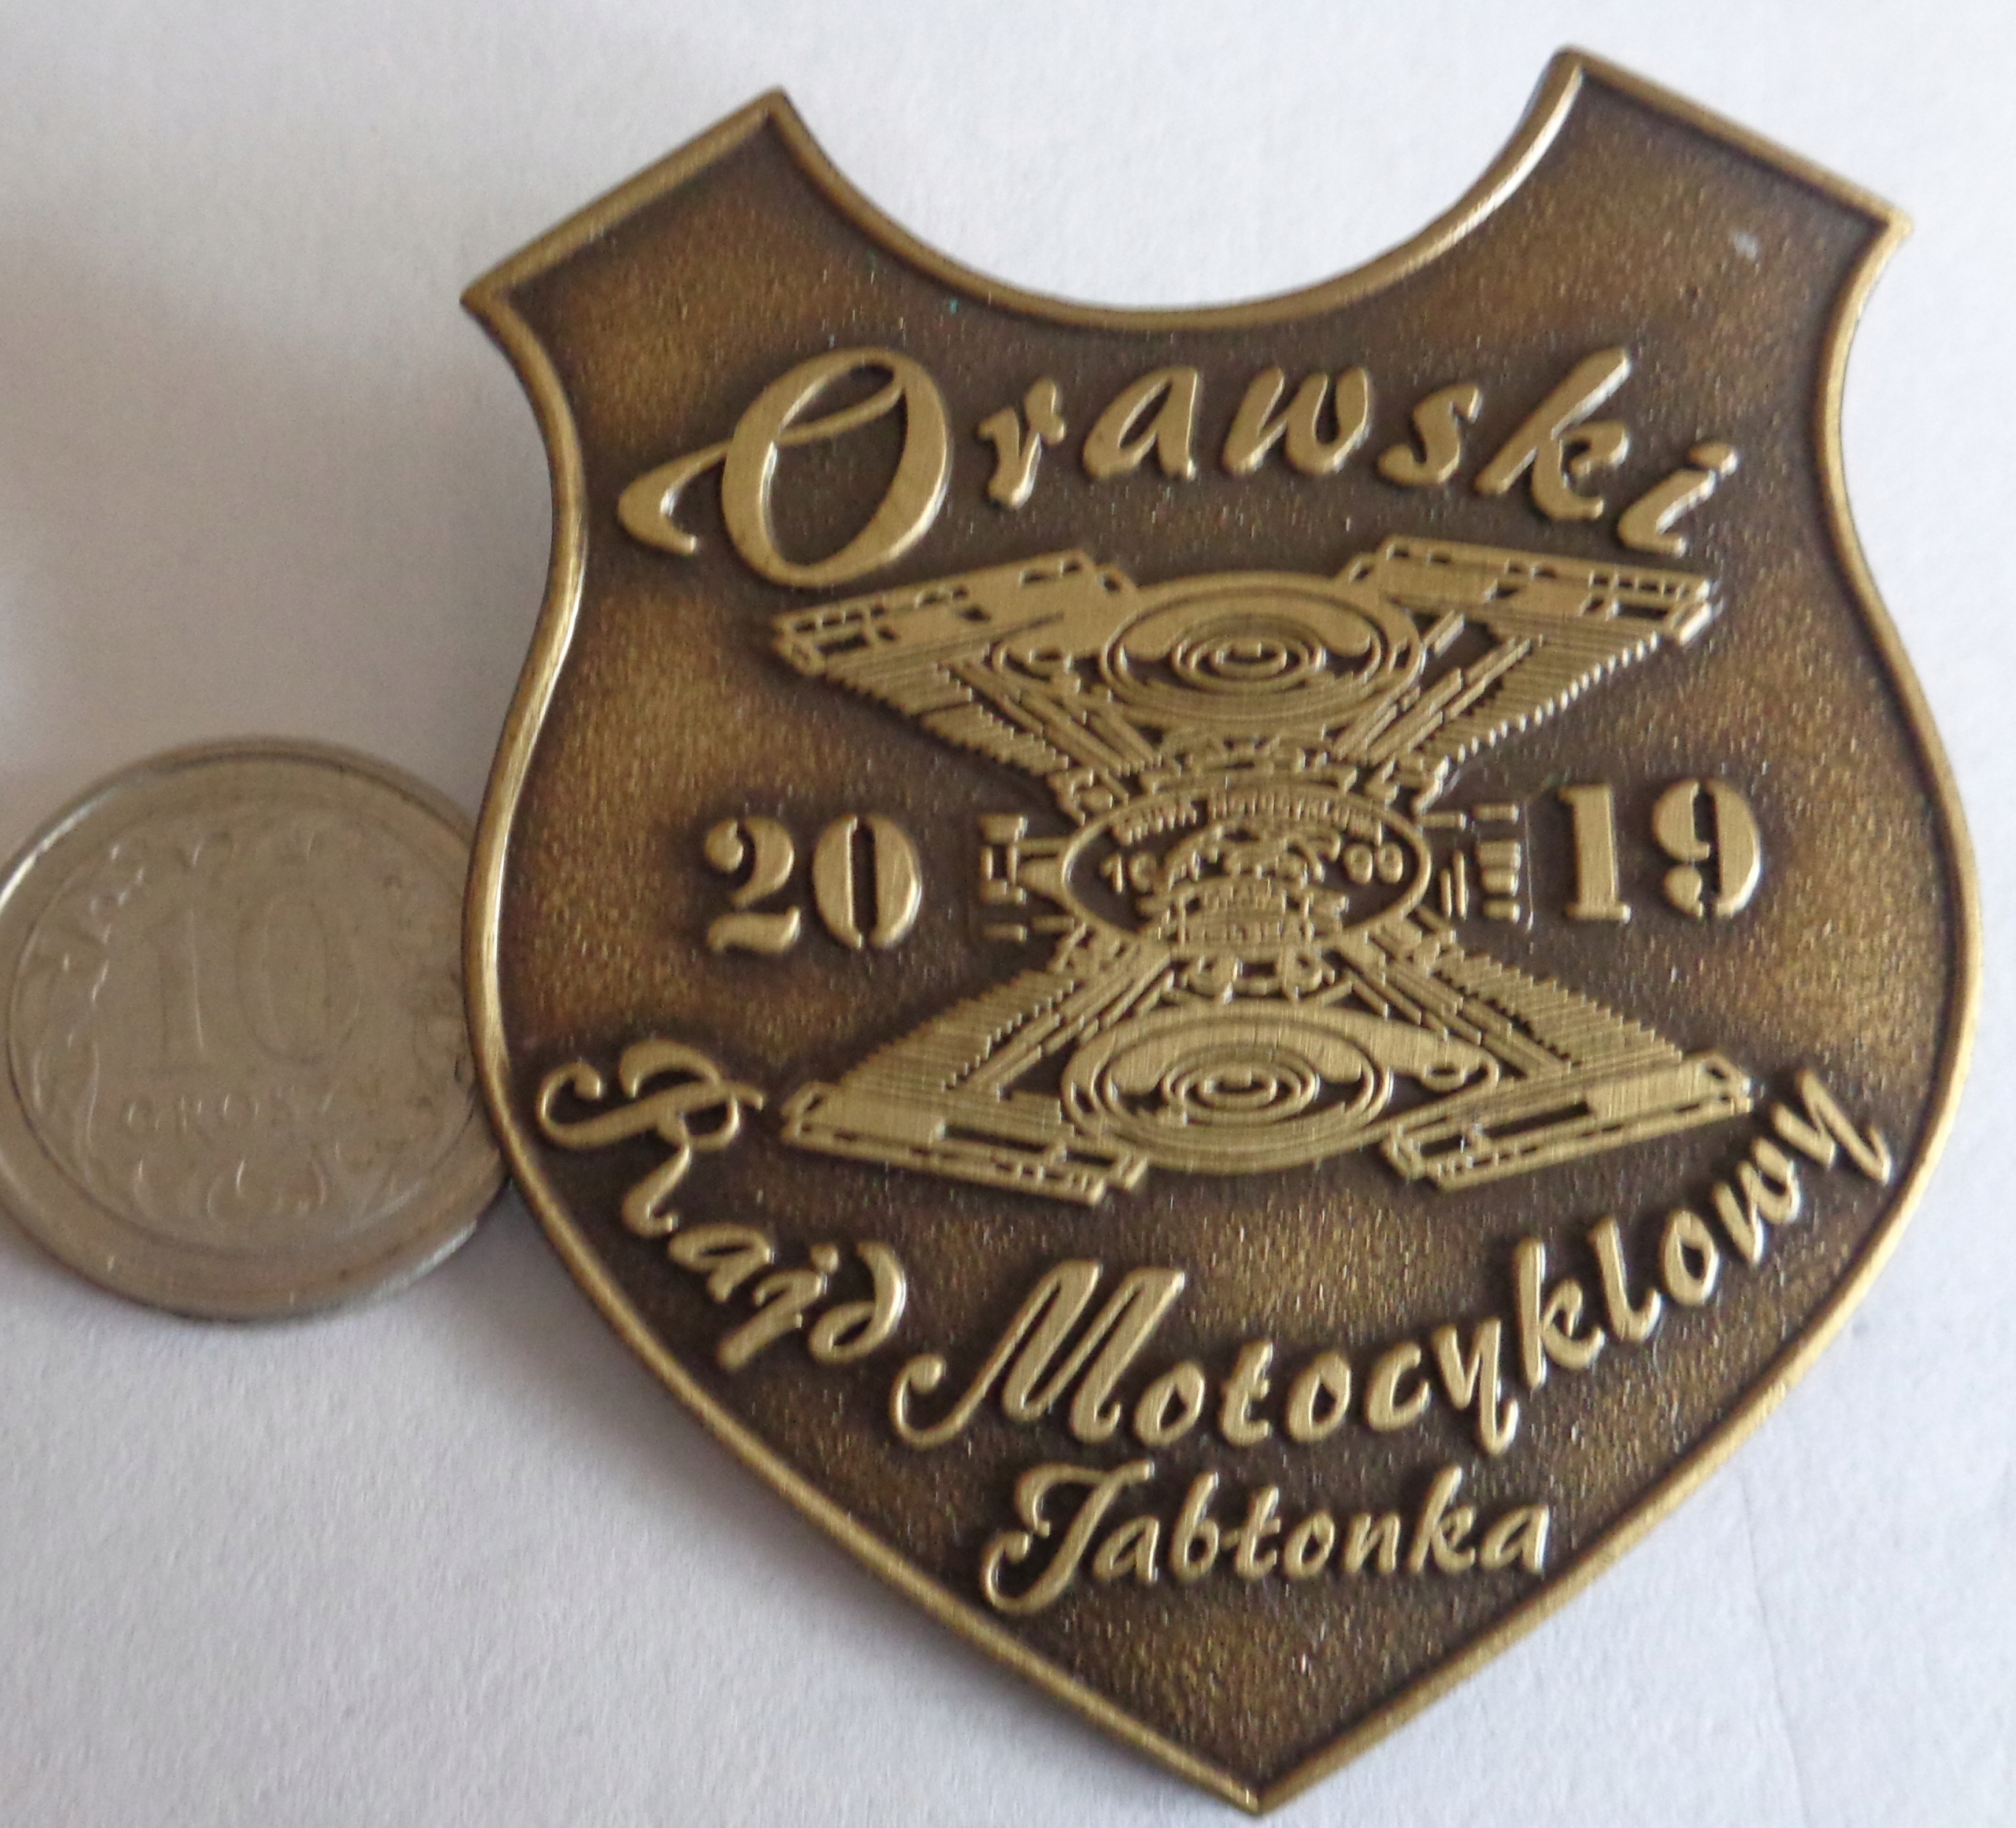 Orawski
20 19
Rajd Motocyklowy
Jabłonka
10
GROSZY